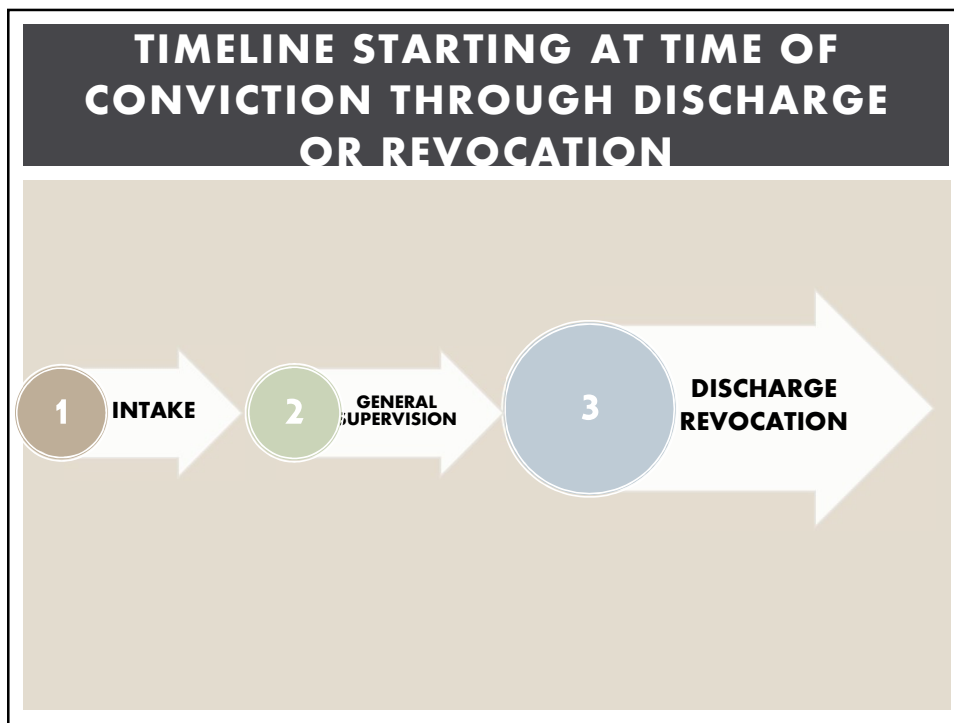 TIMELINE STARTING AT TIME OF
CONVICTION THROUGH DISCHARGE
OR REVOCATION
1
INTAKE
2
GENERAL
SUPERVISION
3
DISCHARGE
REVOCATION